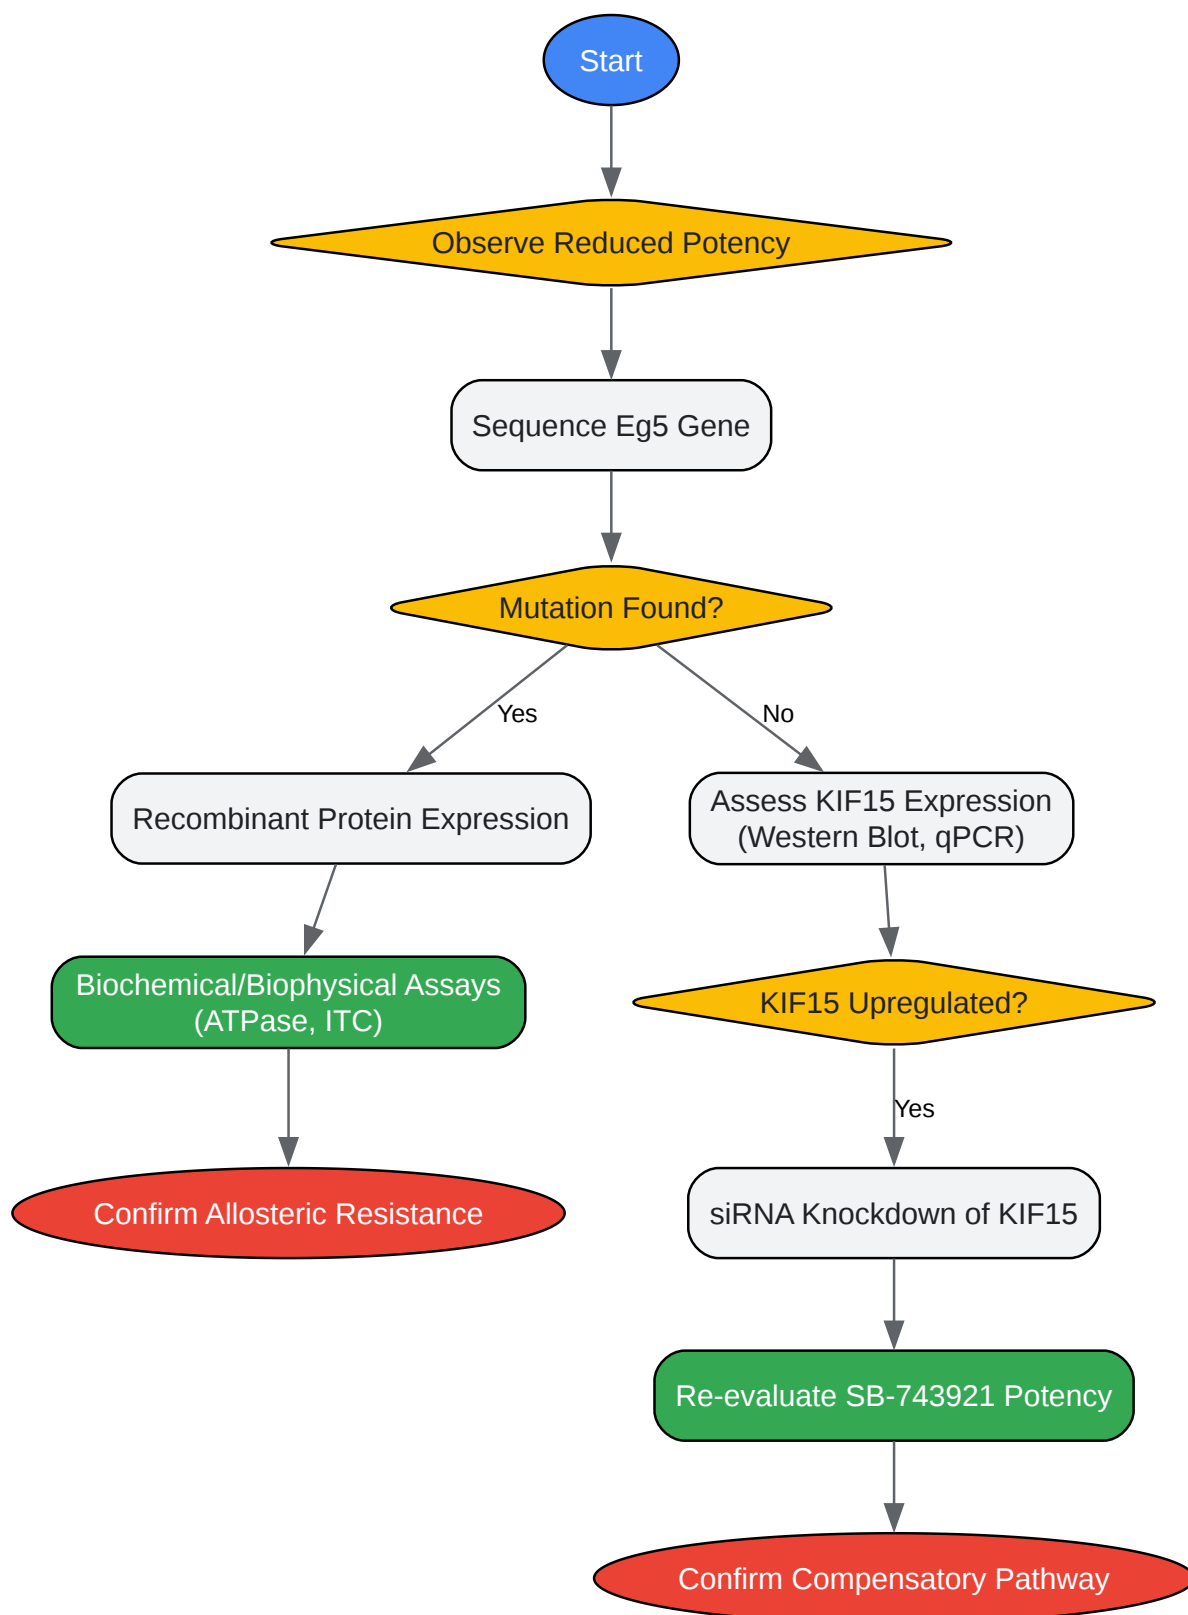 Start
Observe Reduced Potency
Sequence Eg5 Gene
Mutation Found?
Yes
No
Recombinant Protein Expression
Assess KIF15 Expression
(Western Blot, qPCR)
Biochemical/Biophysical Assays
(ATPase, ITC)
KIF15 Upregulated?
Yes
Confirm Allosteric Resistance
siRNA Knockdown of KIF15
Re-evaluate SB-743921 Potency
Confirm Compensatory Pathway